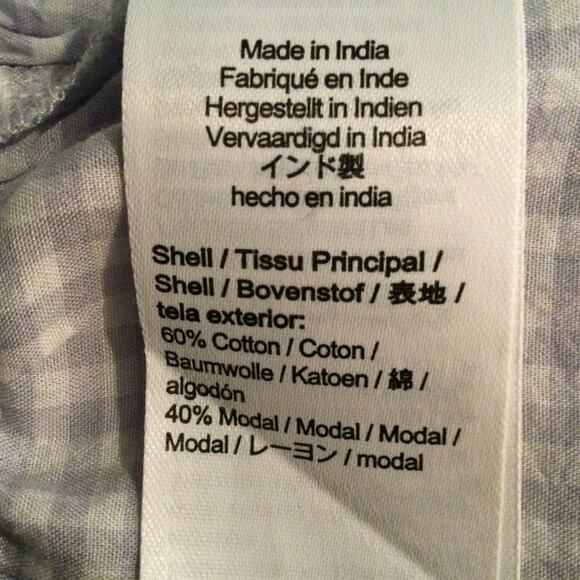 Made in India
Fabriqué en Inde
Hergestellt in Indien
Vervaardigd in India
インド製
hecho en india
Shell / Tissu Principal /
Shell / Bovenstof / 表地 /
tela exterior:
60% Cotton / Coton /
Baumwolle / Katoen / 綿 /
algodón
40% Modal / Modal / Modal /
Modal / レーヨン / modal